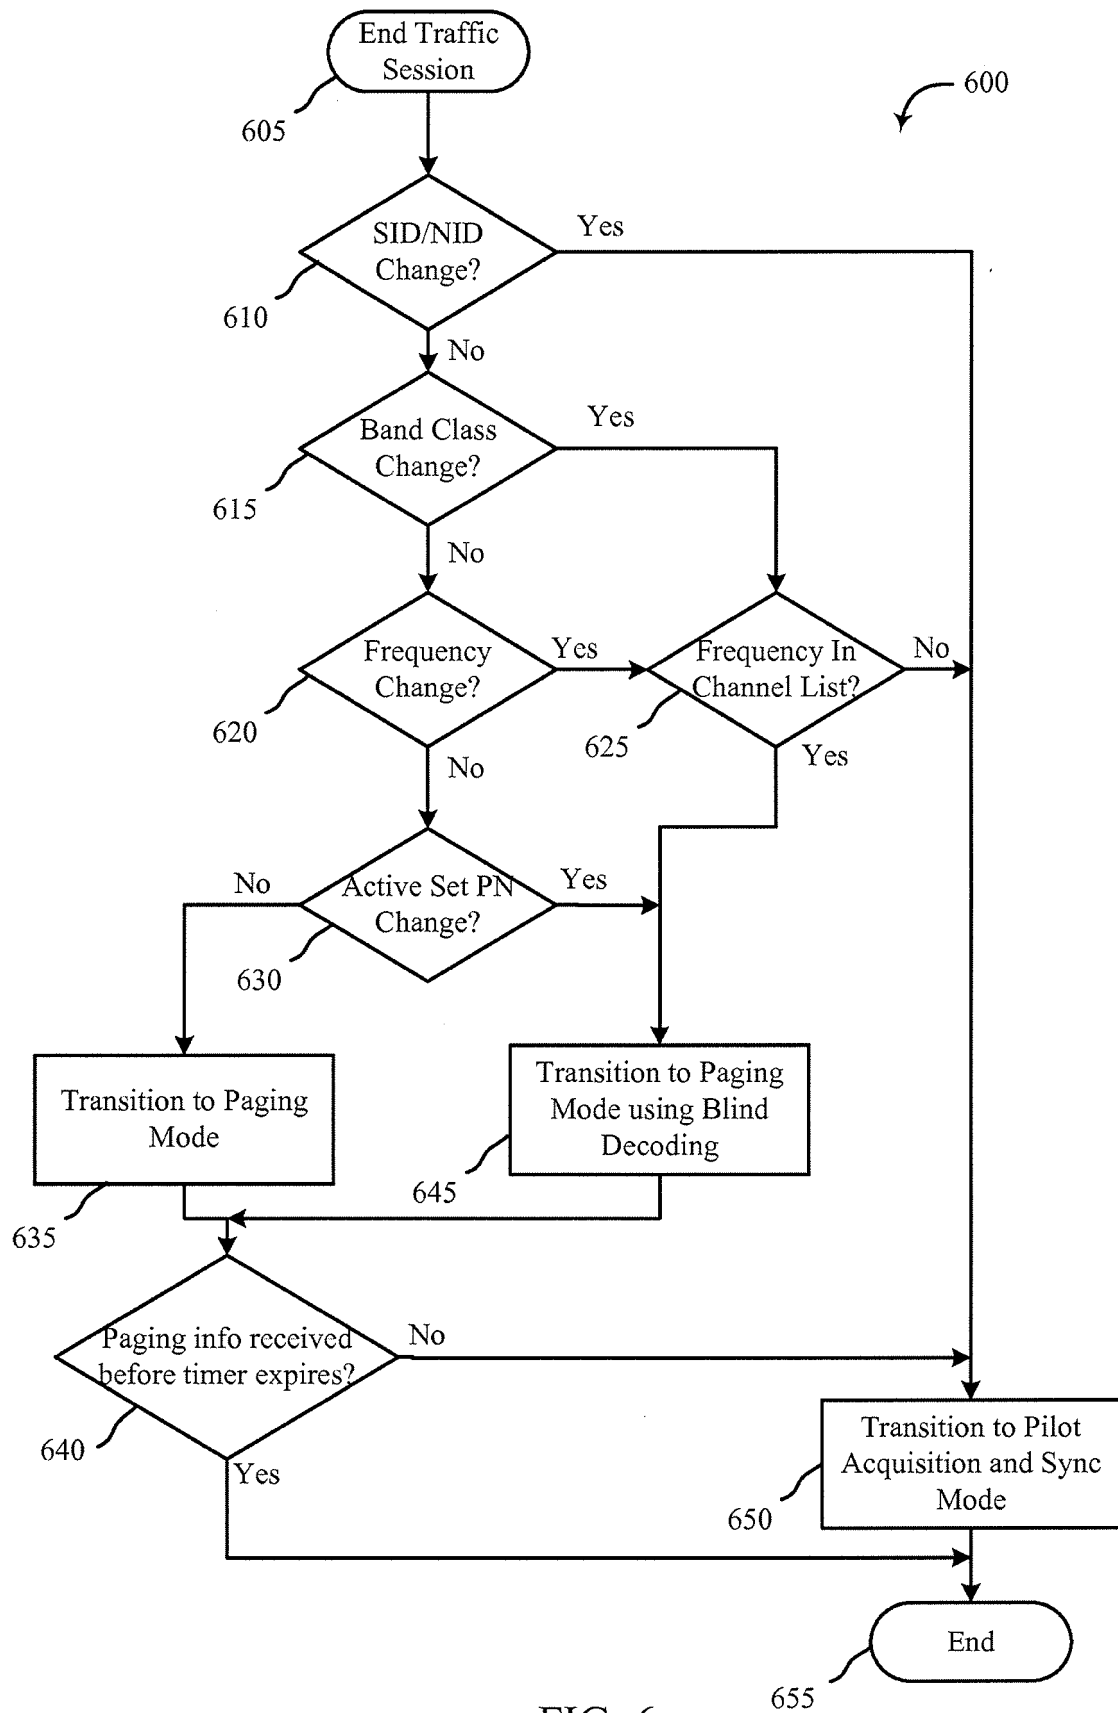 End Traffic
Session
600
605
SID/NID
Change?
Yes
610
No
Band Class
Change?
Yes
615
No
Frequency
Change?
Yes
Frequency In
Channel List?
No
620
625
No
Yes
Active Set PN
Change?
No
Yes
630
Transition to Paging
Mode
Transition to Paging
Mode using Blind
Decoding
635
645
Paging info received
before timer expires?
No
640
Yes
Transition to Pilot
Acquisition and Sync
Mode
650
End
655
FIG. 6